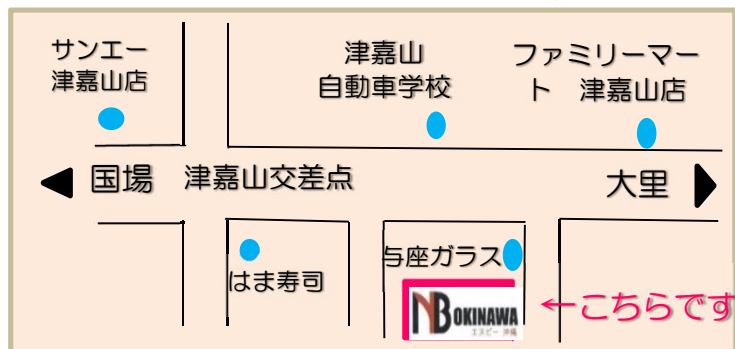 サンエー
津嘉山店
津嘉山
自動車学校
ファミリーマー
ト 津嘉山店
国場
津嘉山交差点
大里
はま寿司
与座ガラス
NB OKINAWA
エヌビー 沖縄
←こちらです